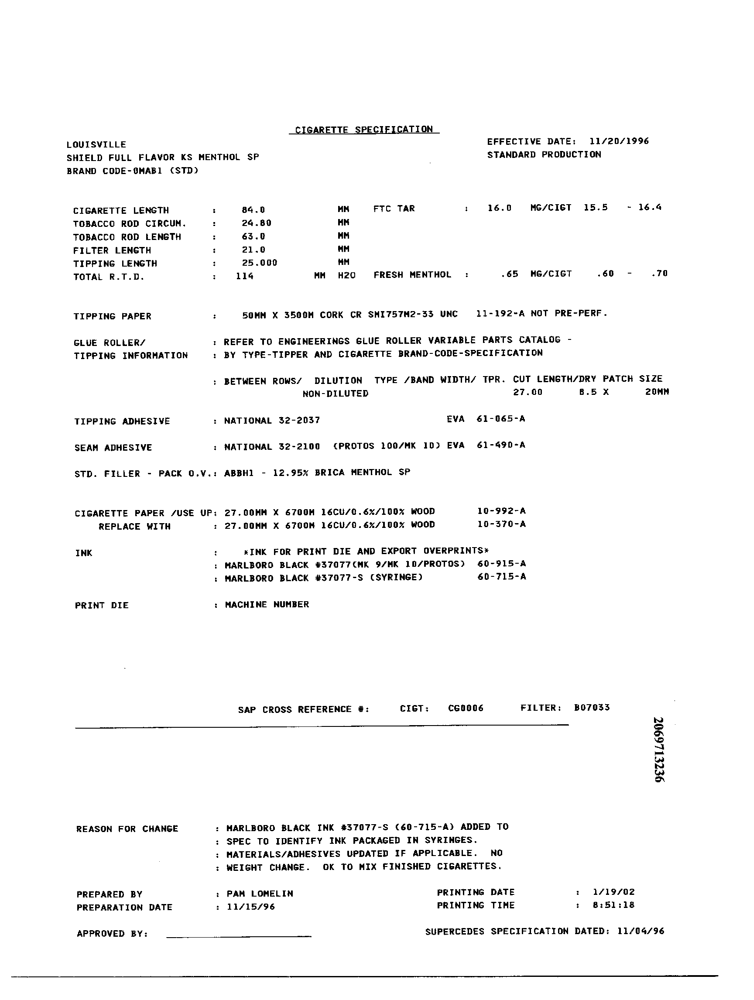 CIGARETTE SPECIFICATION
LOUISVILLE EFFECTIVE DATE: 11/20/1996
SHIELD FULL FLAVOR KS MENTHOL SP STANDARD PRODUCTION
BRAND CODE-0MAB1 (STD)
CIGARETTE LENGTH : 84.0 MM FTC TAR : 16.0 MG/CIGT 15.5 - 16.4
TOBACCO ROD CIRCUM. : 24.80 MM
TOBACCO ROD LENGTH : 63.0 MM
FILTER LENGTH : 21.0 MM
TIPPING LENGTH : 25.000 MM
TOTAL R.T.D. : 114 MM H2O FRESH MENTHOL : .65 MG/CIGT .60 - .70
TIPPING PAPER : 50MM X 3500M CORK CR SMI757M2-33 UNC 11-192-A NOT PRE-PERF.
GLUE ROLLER/ : REFER TO ENGINEERINGS GLUE ROLLER VARIABLE PARTS CATALOG -
TIPPING INFORMATION : BY TYPE-TIPPER AND CIGARETTE BRAND-CODE-SPECIFICATION
: BETWEEN ROWS/ DILUTION TYPE /BAND WIDTH/ TPR. CUT LENGTH/DRY PATCH SIZE
NON-DILUTED 27.00 8.5 X 20MM
TIPPING ADHESIVE : NATIONAL 32-2037 EVA 61-065-A
SEAM ADHESIVE : NATIONAL 32-2100 (PROTOS 100/MK 10) EVA 61-490-A
STD. FILLER - PACK O.V.: ABBH1 - 12.95% BRICA MENTHOL SP
CIGARETTE PAPER /USE UP: 27.00MM X 6700M 16CU/0.6%/100% WOOD 10-992-A
REPLACE WITH : 27.00MM X 6700M 16CU/0.6%/100% WOOD 10-370-A
INK : *INK FOR PRINT DIE AND EXPORT OVERPRINTS*
: MARLBORO BLACK #37077(MK 9/MK 10/PROTOS) 60-915-A
: MARLBORO BLACK #37077-S (SYRINGE) 60-715-A
PRINT DIE : MACHINE NUMBER
SAP CROSS REFERENCE #: CIGT: CG0006 FILTER: B07033
2069713236
REASON FOR CHANGE : MARLBORO BLACK INK #37077-S (60-715-A) ADDED TO
: SPEC TO IDENTIFY INK PACKAGED IN SYRINGES.
: MATERIALS/ADHESIVES UPDATED IF APPLICABLE. NO
: WEIGHT CHANGE. OK TO MIX FINISHED CIGARETTES.
PREPARED BY : PAM LOMELIN PRINTING DATE : 1/19/02
PREPARATION DATE : 11/15/96 PRINTING TIME : 8:51:18
APPROVED BY: SUPERCEDES SPECIFICATION DATED: 11/04/96